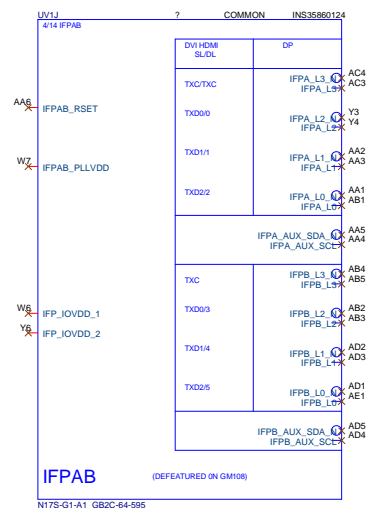 UV1J ? COMMON INS35860124
4/14 IFPAB
DVI HDMI DP
SL/DL
TXC/TXC IFPA_L3_N AC4
IFPA_L3 AC3
AA6 IFPAB_RSET
TXD0/0 IFPA_L2_N Y3
IFPA_L2 Y4
TXD1/1 IFPA_L1_N AA2
W7 IFPAB_PLLVDD IFPA_L1 AA3
TXD2/2 IFPA_L0_N AA1
IFPA_L0 AB1
IFPA_AUX_SDA_N AA5
IFPA_AUX_SCL AA4
TXC IFPB_L3_N AB4
IFPB_L3 AB5
W6 IFP_IOVDD_1 TXD0/3 IFPB_L2_N AB2
IFPB_L2 AB3
Y6 IFP_IOVDD_2
TXD1/4 IFPB_L1_N AD2
IFPB_L1 AD3
TXD2/5 IFPB_L0_N AD1
IFPB_L0 AE1
IFPB_AUX_SDA_N AD5
IFPB_AUX_SCL AD4
IFPAB (DEFEATURED 0N GM108)
N17S-G1-A1 GB2C-64-595